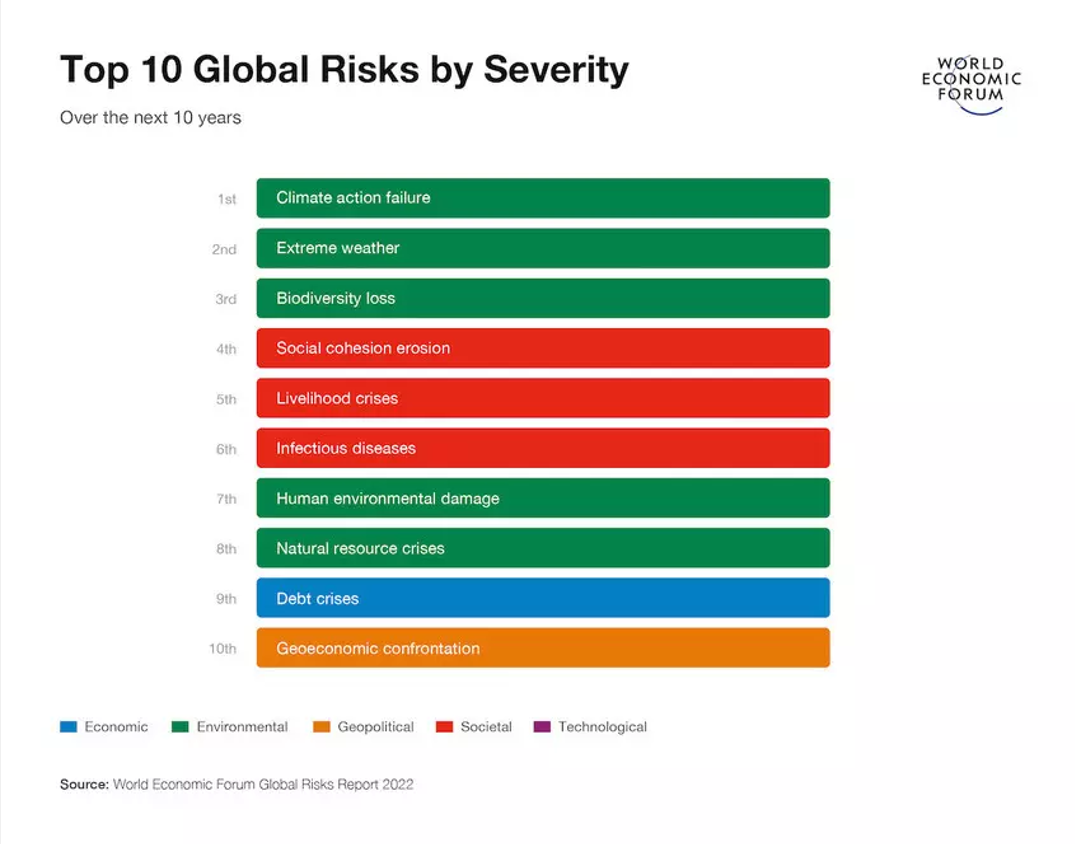 Top 10 Global Risks by Severity
WORLD
ECONOMIC
FORUM
Over the next 10 years
1st Climate action failure
2nd Extreme weather
3rd Biodiversity loss
4th Social cohesion erosion
5th Livelihood crises
6th Infectious diseases
7th Human environmental damage
8th Natural resource crises
9th Debt crises
10th Geoeconomic confrontation
Economic Environmental Geopolitical Societal Technological
Source: World Economic Forum Global Risks Report 2022